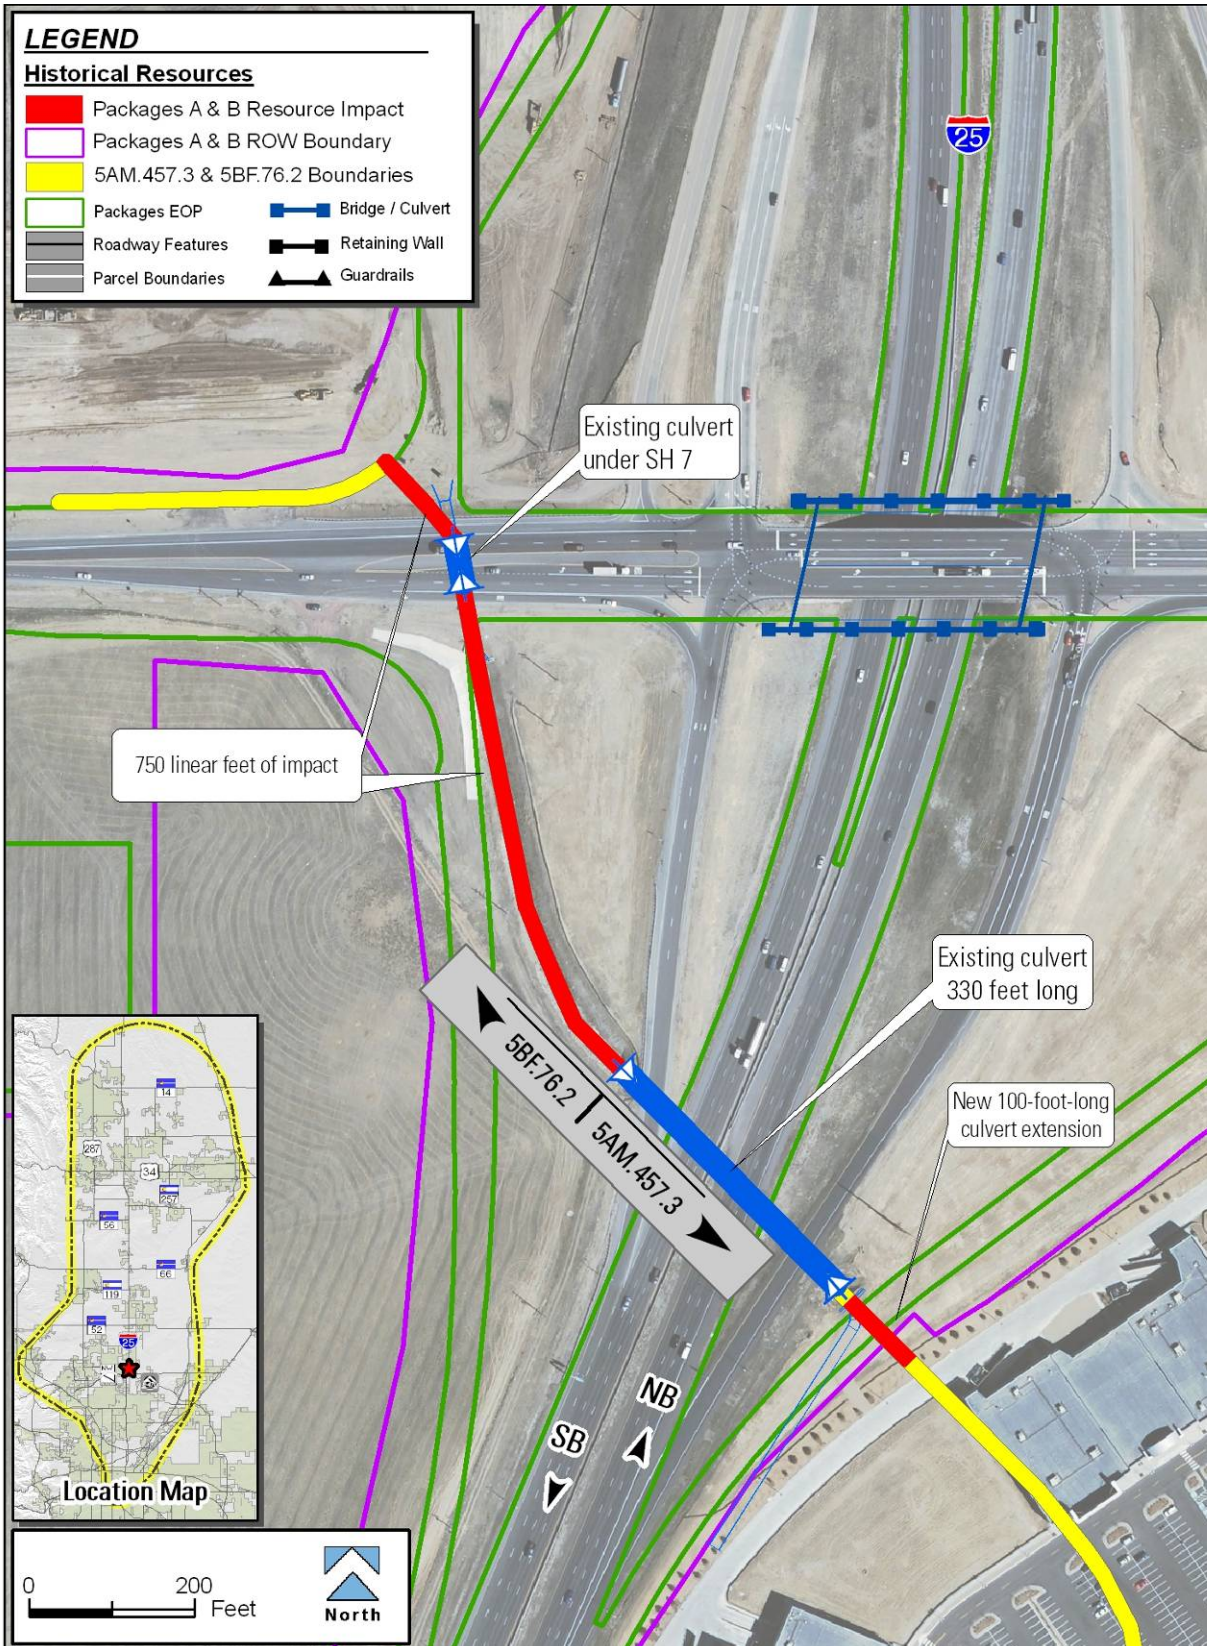 LEGEND
Historical Resources
Packages A & B Resource Impact
Packages A & B ROW Boundary
5AM.457.3 & 5BF.76.2 Boundaries
Packages EOP
Bridge / Culvert
Roadway Features
Retaining Wall
Parcel Boundaries
Guardrails
25
Existing culvert
under SH 7
750 linear feet of impact
Existing culvert
330 feet long
5BF.76.2
5AM.457.3
New 100-foot-long
culvert extension
NB
SB
14
287
34
257
56
66
119
52
25
Location Map
0
200
Feet
North